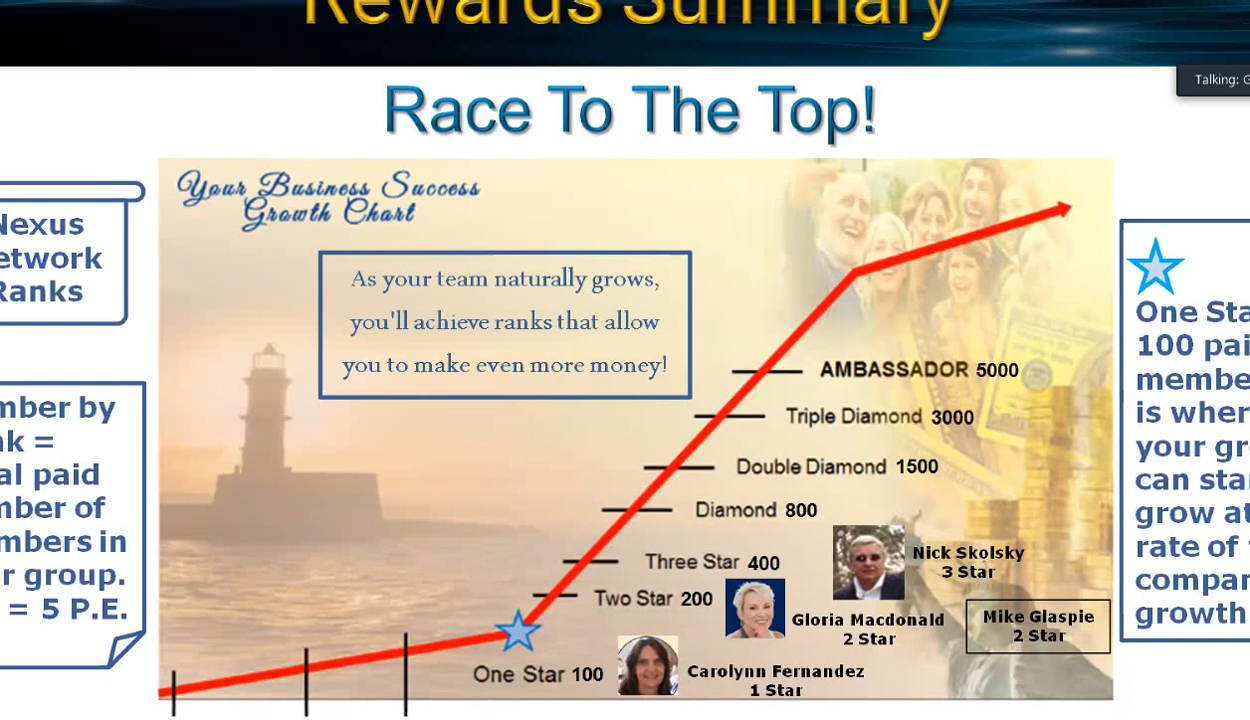 Rewards Summary
Talking: G
Race To The Top!
Your Business Success
Growth Chart
Nexus
etwork
Ranks
As your team naturally grows,
you'll achieve ranks that allow
you to make even more money!
mber by
nk =
al paid
mber of
mbers in
r group.
= 5 P.E.
AMBASSADOR 5000
Triple Diamond 3000
Double Diamond 1500
Diamond 800
Three Star 400
Two Star 200
One Star 100
Nick Skolsky
3 Star
Gloria Macdonald
2 Star
Mike Glaspie
2 Star
Carolynn Fernandez
1 Star
One Sta
100 pai
membe
is wher
your gr
can sta
grow at
rate of
compar
growth